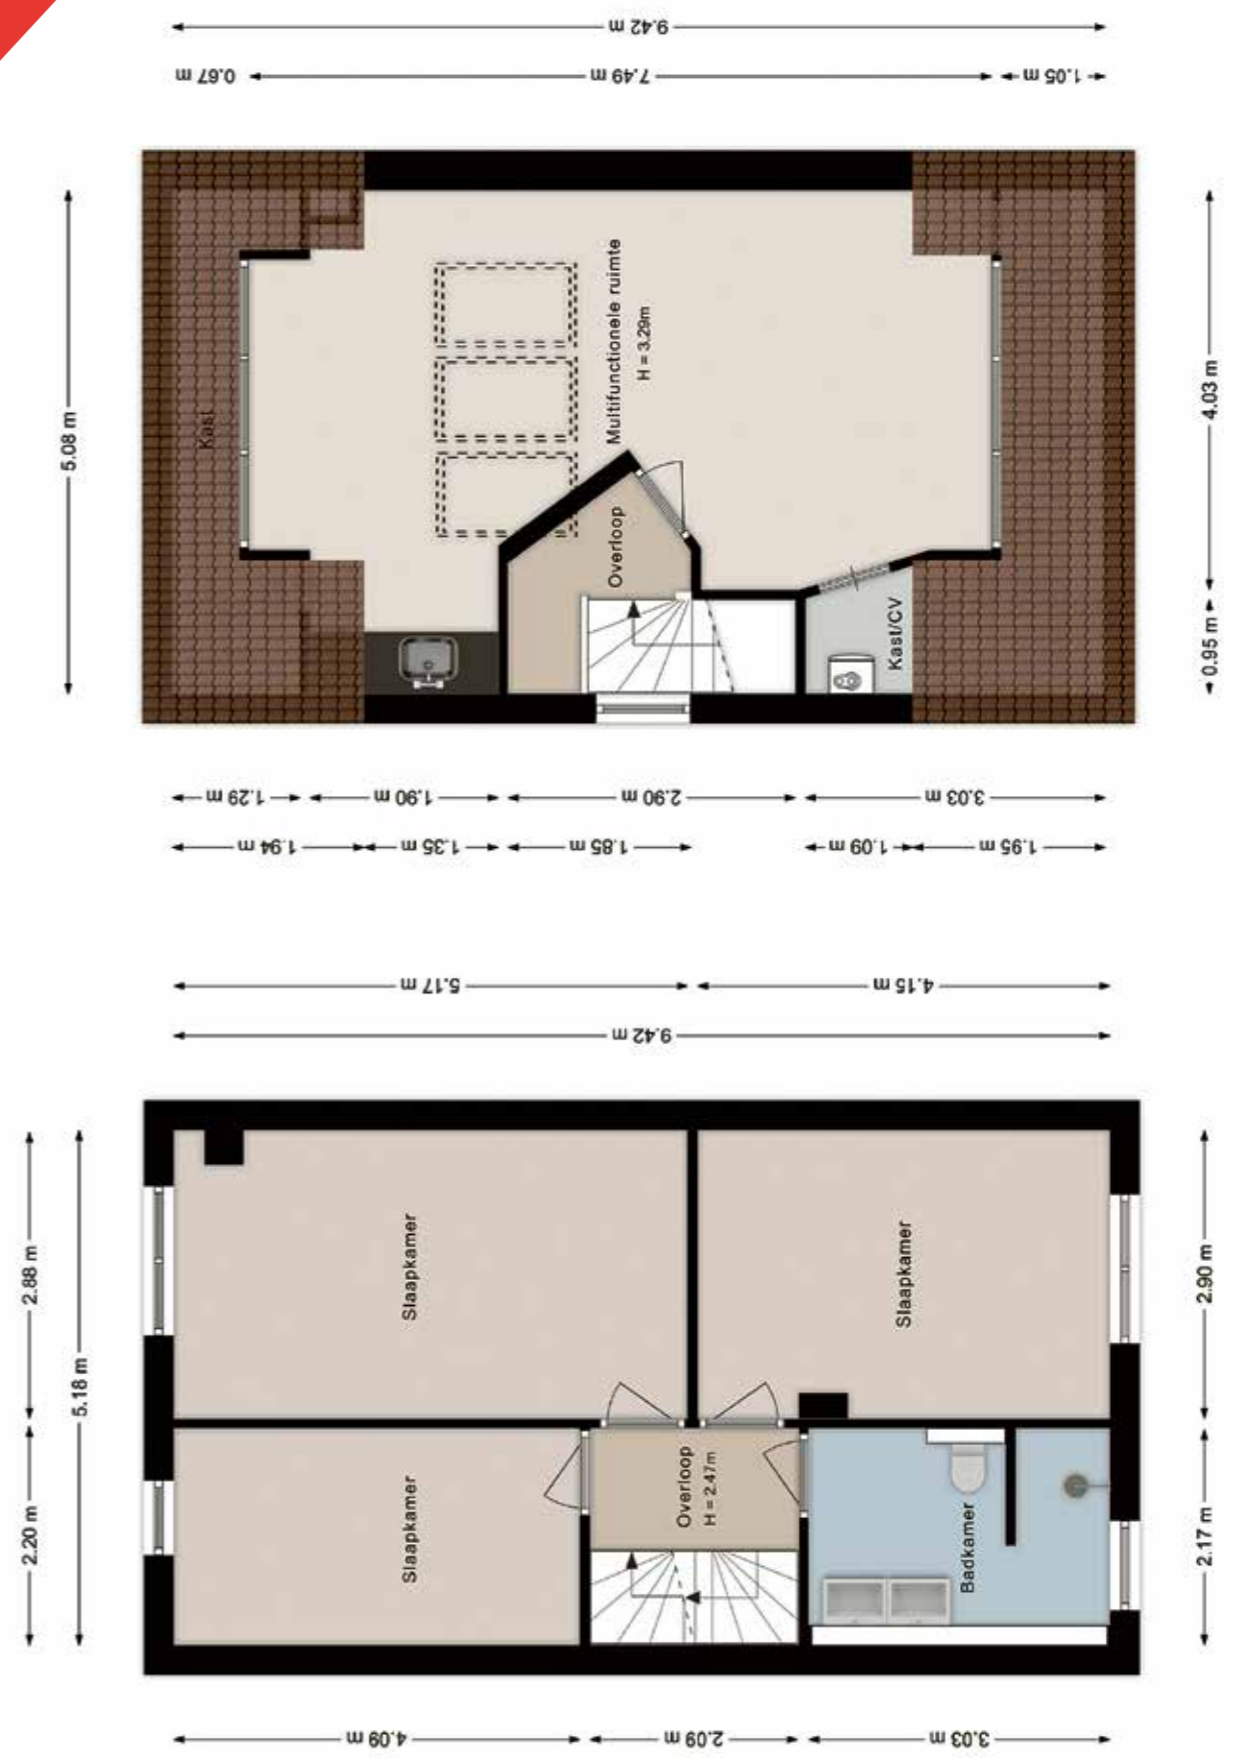 9.42 m
0.67 m
7.49 m
1.05 m
5.08 m
4.03 m
0.95 m
Kast
Multifunctionele ruimte
H = 3.29m
Overloop
Kast/CV
1.29 m
1.90 m
2.90 m
3.03 m
1.94 m
1.35 m
1.85 m
1.09 m
1.95 m
5.17 m
4.15 m
9.42 m
2.88 m
5.18 m
2.20 m
2.90 m
2.17 m
Slaapkamer
Slaapkamer
Slaapkamer
Overloop
H = 2.47m
Badkamer
4.09 m
2.09 m
3.03 m